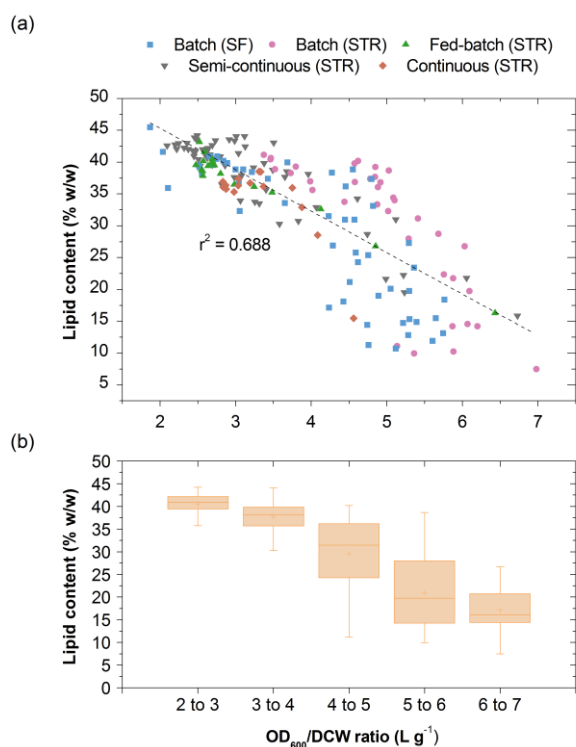 (a)
Batch (SF) Batch (STR) Fed-batch (STR)
Semi-continuous (STR) Continuous (STR)
Lipid content (% w/w)
50
45
40
35
30
25
20
15
10
5
r² = 0.688
2 3 4 5 6 7
(b)
Lipid content (% w/w)
50
45
40
35
30
25
20
15
10
5
0
2 to 3 3 to 4 4 to 5 5 to 6 6 to 7
OD₆₀₀/DCW ratio (L g⁻¹)